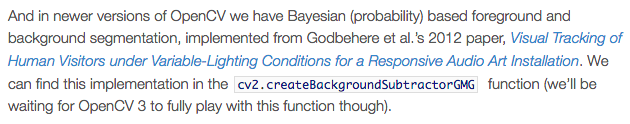 And in newer versions of OpenCV we have Bayesian (probability) based foreground and
background segmentation, implemented from Godbehere et al.'s 2012 paper, Visual Tracking of
Human Visitors under Variable-Lighting Conditions for a Responsive Audio Art Installation. We
can find this implementation in the cv2.createBackgroundSubtractorGMG function (we'll be
waiting for OpenCV 3 to fully play with this function though).